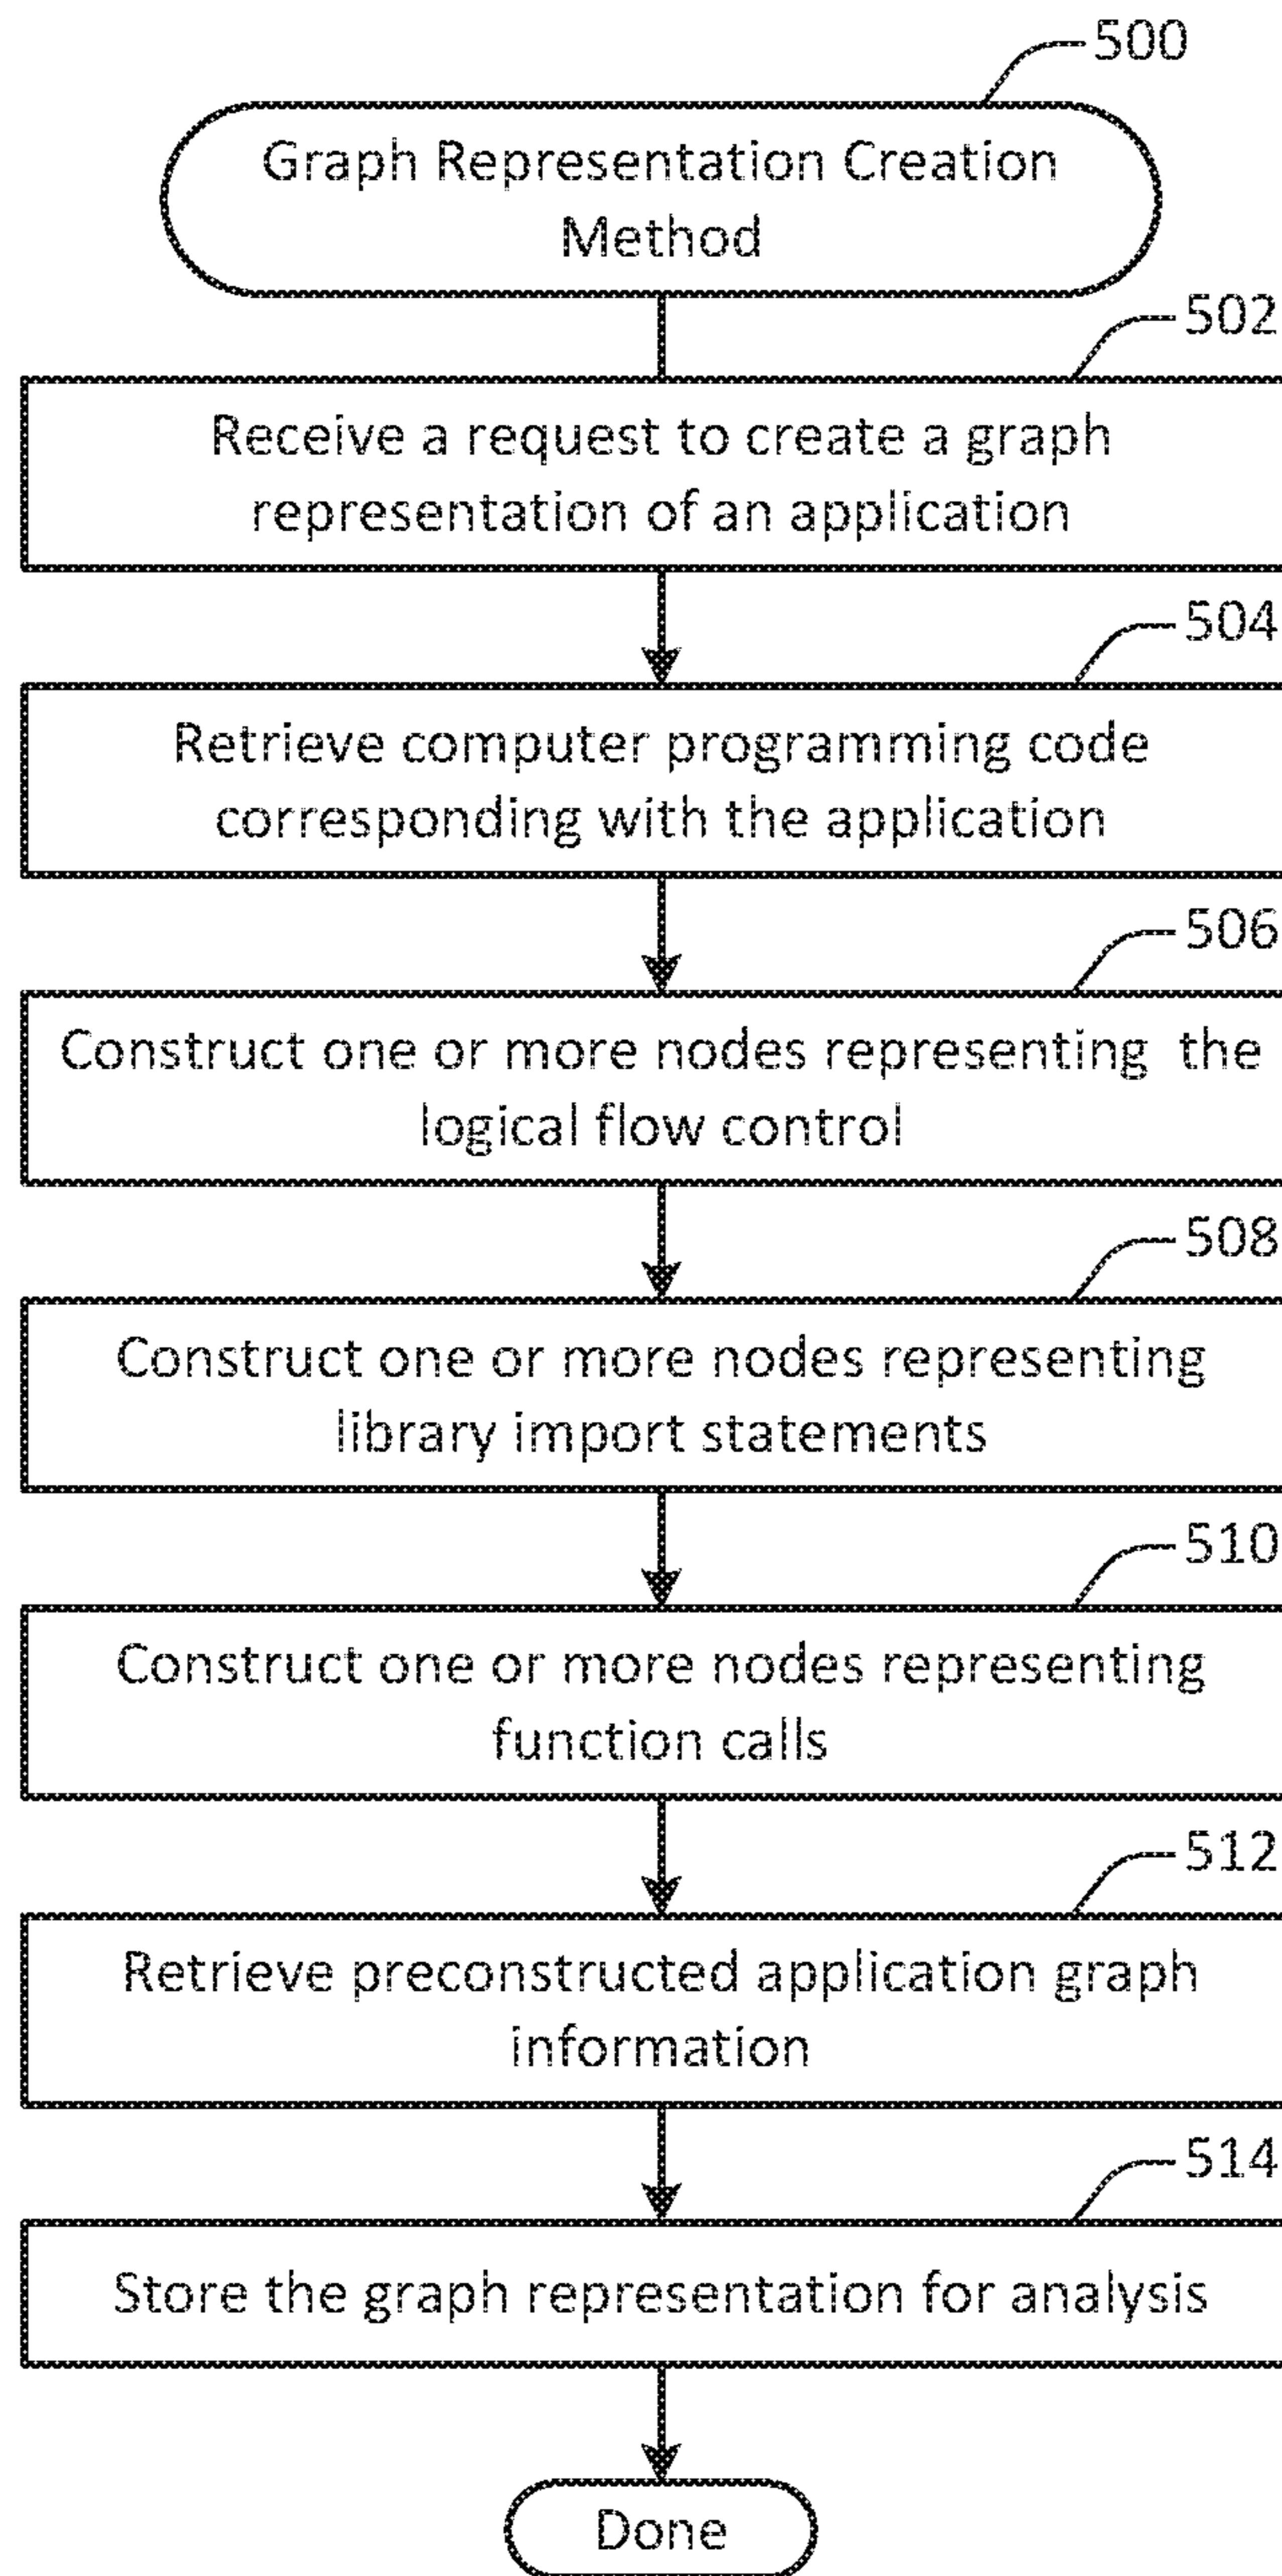 500
Graph Representation Creation
Method
502
Receive a request to create a graph
representation of an application
504
Retrieve computer programming code
corresponding with the application
506
Construct one or more nodes representing the
logical flow control
508
Construct one or more nodes representing
library import statements
510
Construct one or more nodes representing
function calls
512
Retrieve preconstructed application graph
information
514
Store the graph representation for analysis
Done